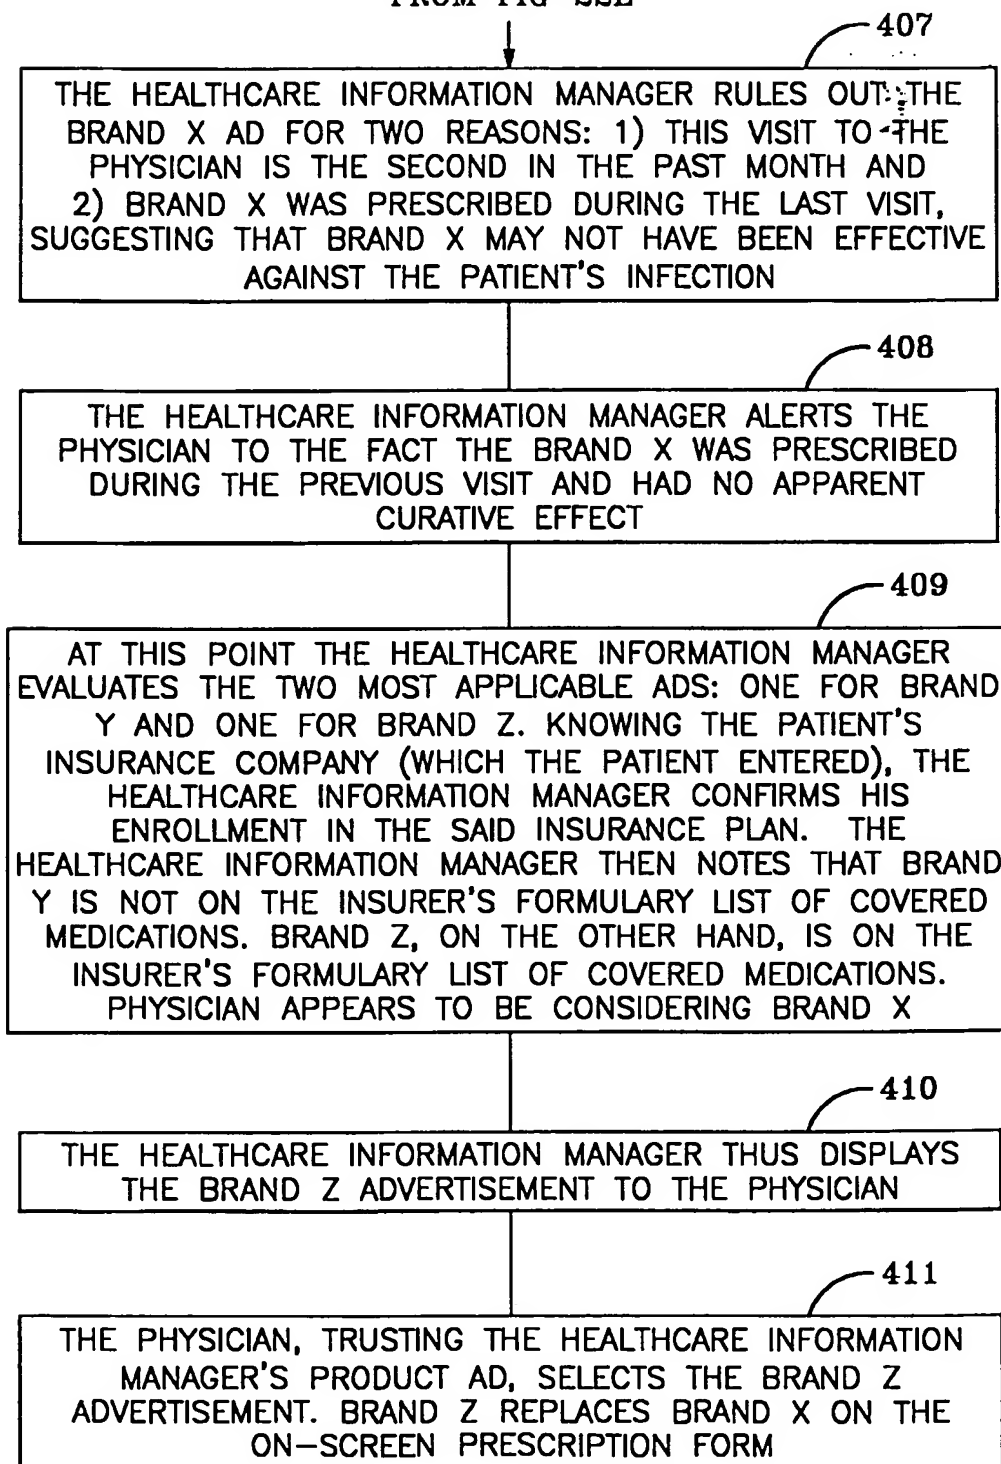 FROM FIG 22E
407
THE HEALTHCARE INFORMATION MANAGER RULES OUT THE
BRAND X AD FOR TWO REASONS: 1) THIS VISIT TO THE
PHYSICIAN IS THE SECOND IN THE PAST MONTH AND
2) BRAND X WAS PRESCRIBED DURING THE LAST VISIT,
SUGGESTING THAT BRAND X MAY NOT HAVE BEEN EFFECTIVE
AGAINST THE PATIENT'S INFECTION
408
THE HEALTHCARE INFORMATION MANAGER ALERTS THE
PHYSICIAN TO THE FACT THE BRAND X WAS PRESCRIBED
DURING THE PREVIOUS VISIT AND HAD NO APPARENT
CURATIVE EFFECT
409
AT THIS POINT THE HEALTHCARE INFORMATION MANAGER
EVALUATES THE TWO MOST APPLICABLE ADS: ONE FOR BRAND
Y AND ONE FOR BRAND Z. KNOWING THE PATIENT'S
INSURANCE COMPANY (WHICH THE PATIENT ENTERED), THE
HEALTHCARE INFORMATION MANAGER CONFIRMS HIS
ENROLLMENT IN THE SAID INSURANCE PLAN. THE
HEALTHCARE INFORMATION MANAGER THEN NOTES THAT BRAND
Y IS NOT ON THE INSURER'S FORMULARY LIST OF COVERED
MEDICATIONS. BRAND Z, ON THE OTHER HAND, IS ON THE
INSURER'S FORMULARY LIST OF COVERED MEDICATIONS.
PHYSICIAN APPEARS TO BE CONSIDERING BRAND X
410
THE HEALTHCARE INFORMATION MANAGER THUS DISPLAYS
THE BRAND Z ADVERTISEMENT TO THE PHYSICIAN
411
THE PHYSICIAN, TRUSTING THE HEALTHCARE INFORMATION
MANAGER'S PRODUCT AD, SELECTS THE BRAND Z
ADVERTISEMENT. BRAND Z REPLACES BRAND X ON THE
ON-SCREEN PRESCRIPTION FORM